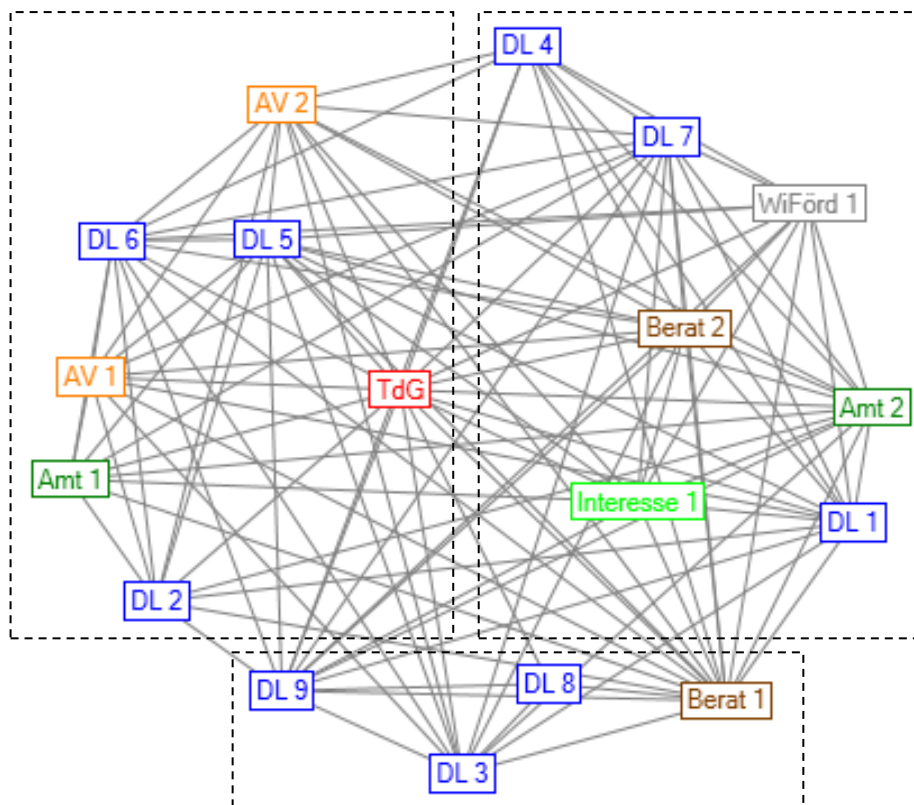 DL 4
AV 2
DL 7
WiFörd 1
DL 6
DL 5
Berat 2
AV 1
TdG
Amt 2
Amt 1
Interesse 1
DL 1
DL 2
DL 9
DL 8
Berat 1
DL 3